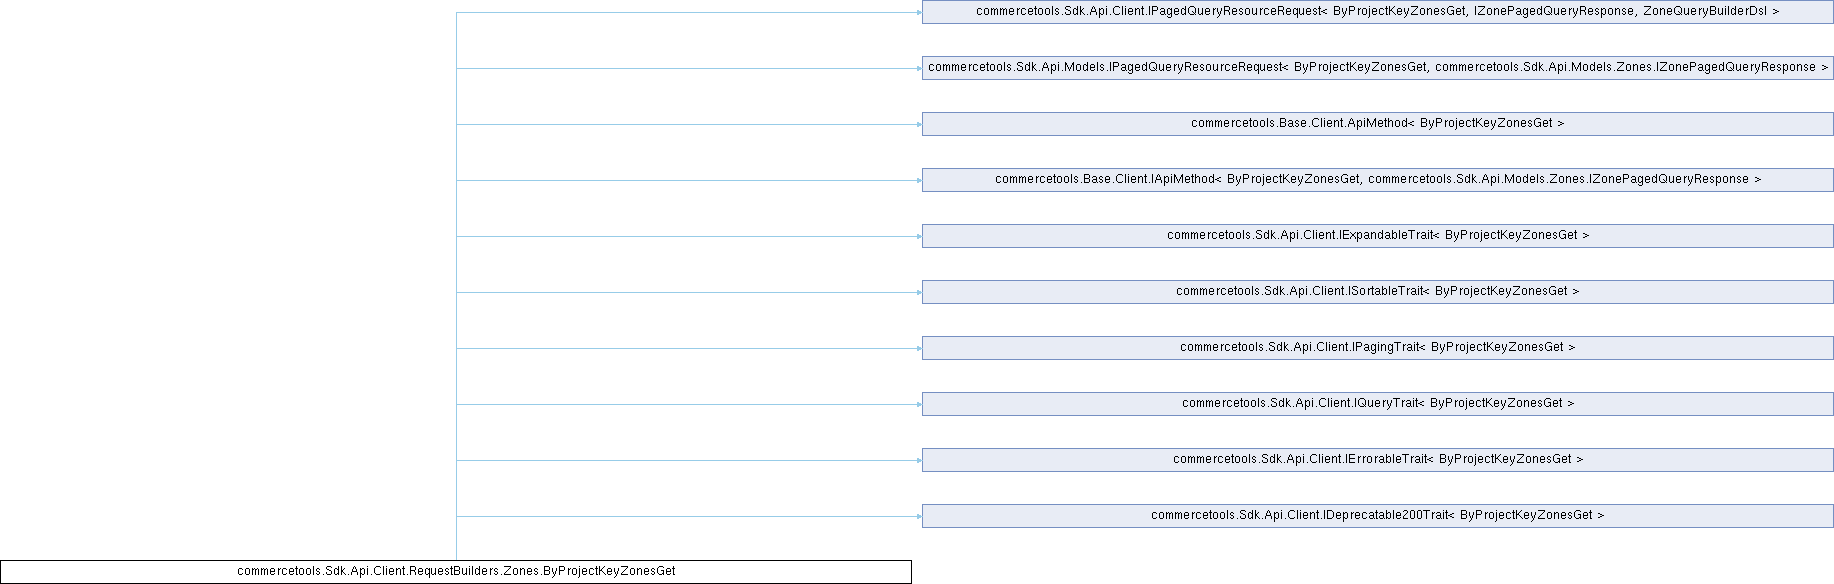 commercetools.Sdk.Api.Client.IPagedQueryResourceRequest< ByProjectKeyZonesGet, IZonePagedQueryResponse, ZoneQueryBuilderDsl >
commercetools.Sdk.Api.Models.IPagedQueryResourceRequest< ByProjectKeyZonesGet, commercetools.Sdk.Api.Models.Zones.IZonePagedQueryResponse >
commercetools.Base.Client.ApiMethod< ByProjectKeyZonesGet >
commercetools.Base.Client.IApiMethod< ByProjectKeyZonesGet, commercetools.Sdk.Api.Models.Zones.IZonePagedQueryResponse >
commercetools.Sdk.Api.Client.IExpandableTrait< ByProjectKeyZonesGet >
commercetools.Sdk.Api.Client.ISortableTrait< ByProjectKeyZonesGet >
commercetools.Sdk.Api.Client.IPagingTrait< ByProjectKeyZonesGet >
commercetools.Sdk.Api.Client.IQueryTrait< ByProjectKeyZonesGet >
commercetools.Sdk.Api.Client.IErrorableTrait< ByProjectKeyZonesGet >
commercetools.Sdk.Api.Client.IDeprecatable200Trait< ByProjectKeyZonesGet >
commercetools.Sdk.Api.Client.RequestBuilders.Zones.ByProjectKeyZonesGet